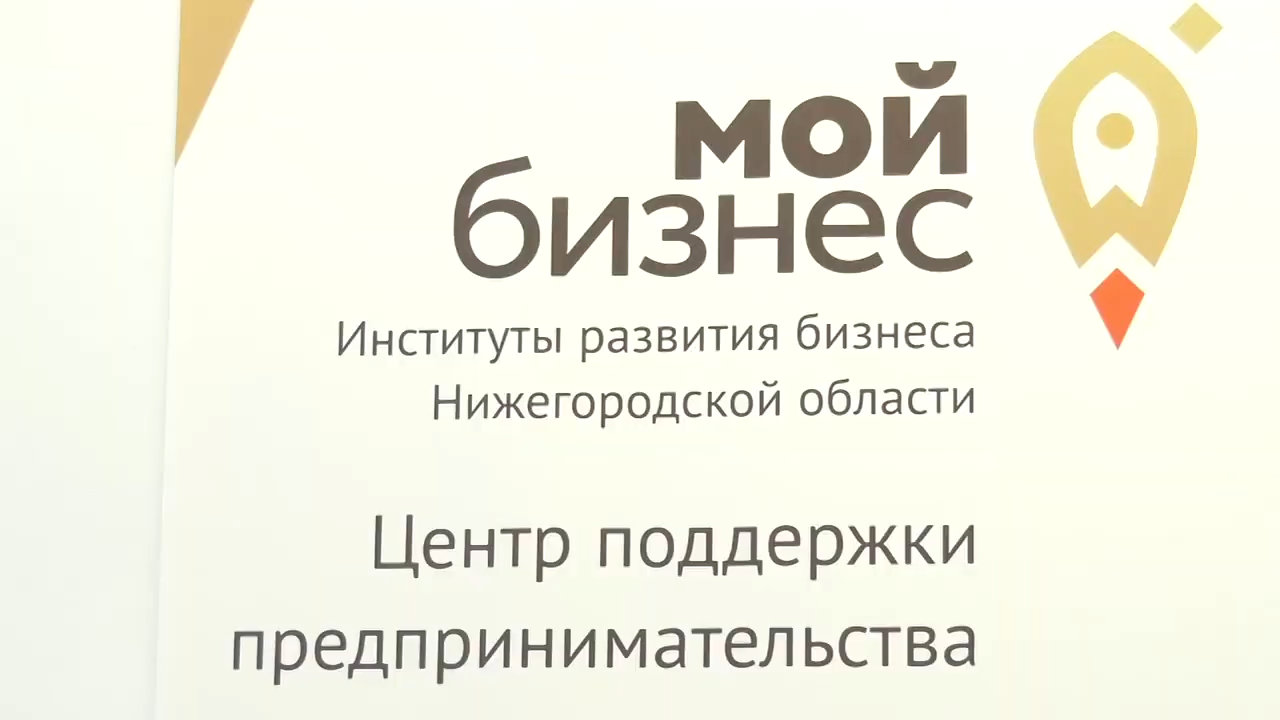 мой
бизнес
Институты развития бизнеса
Нижегородской области
Центр поддержки
предпринимательства